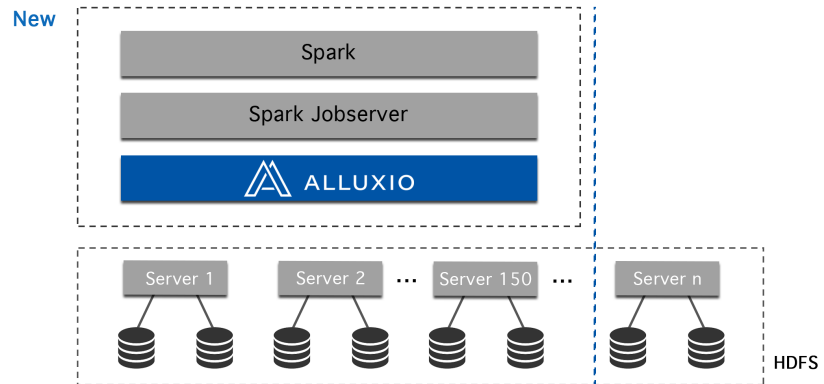 New
Spark
Spark Jobserver
ALLUXIO
Server 1 Server 2 ... Server 150 ... Server n
HDFS